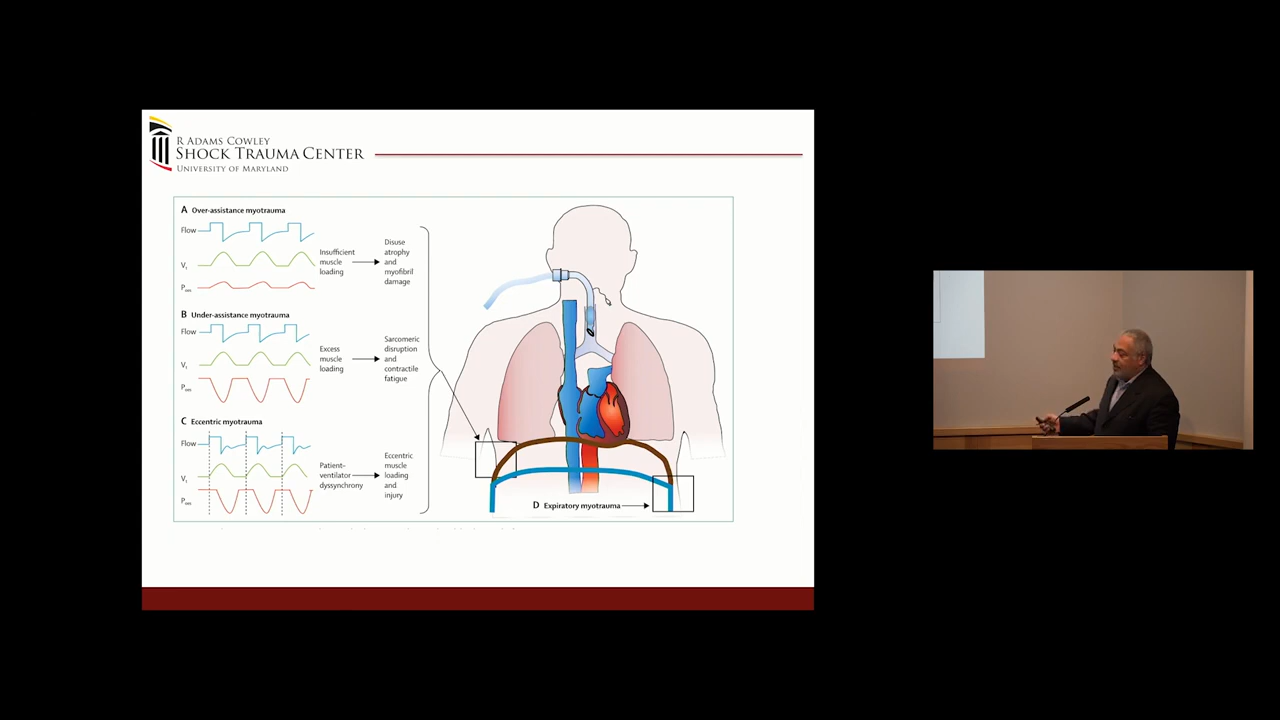 R ADAMS COWLEY
SHOCK TRAUMA CENTER
UNIVERSITY OF MARYLAND
A Over-assistance myotrauma
Flow
Vt
Pmus
Insufficient
muscle
loading
Disuse
atrophy
and
myofibril
damage
B Under-assistance myotrauma
Flow
Vt
Pmus
Excess
muscle
loading
Sarcomeric
disruption
and
contractile
fatigue
C Eccentric myotrauma
Flow
Vt
Pmus
Patient-
ventilator
dyssynchrony
Eccentric
muscle
loading
and
injury
D Expiratory myotrauma